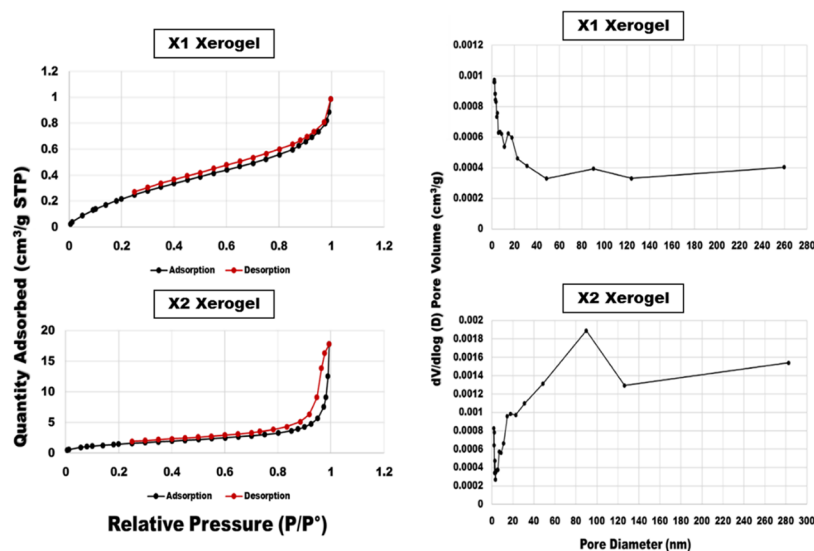 X1 Xerogel
Quantity Adsorbed (cm³/g STP)
1.2
1
0.8
0.6
0.4
0.2
0
0 0.2 0.4 0.6 0.8 1 1.2
Adsorption Desorption
X2 Xerogel
20
15
10
5
0
0 0.2 0.4 0.6 0.8 1 1.2
Adsorption Desorption
Relative Pressure (P/P°)
X1 Xerogel
dV/dlog (D) Pore Volume (cm³/g)
0.0012
0.001
0.0008
0.0006
0.0004
0.0002
0
0 20 40 60 80 100 120 140 160 180 200 220 240 260 280
X2 Xerogel
0.002
0.0018
0.0016
0.0014
0.0012
0.001
0.0008
0.0006
0.0004
0.0002
0
0 20 40 60 80 100 120 140 160 180 200 220 240 260 280 300
Pore Diameter (nm)